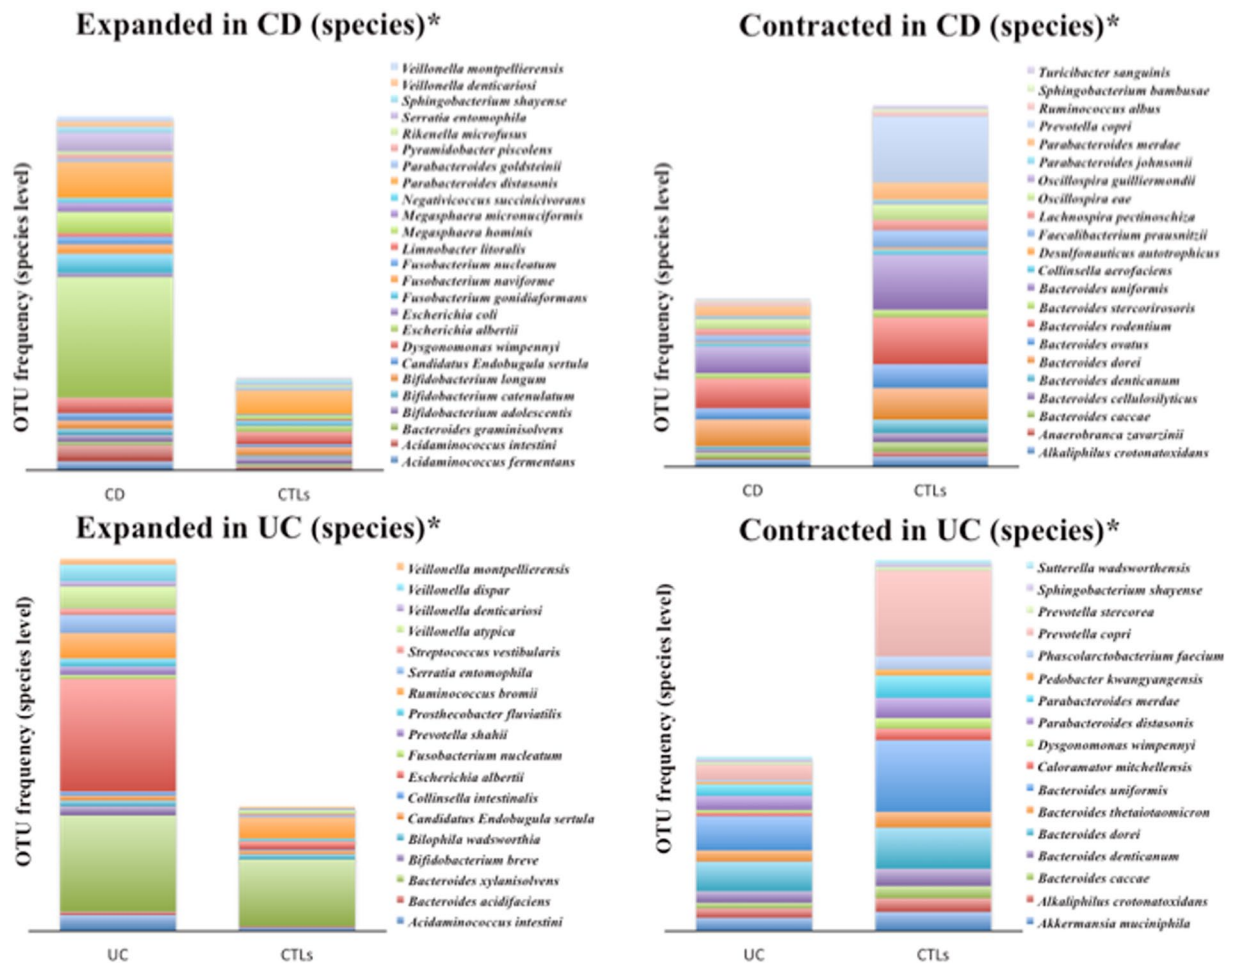 Expanded in CD (species)*
OTU frequency (species level)
Veillonella montpellierensis
Veillonella denticariosi
Sphingobacterium shayense
Serratia entomophila
Rikenella microfusus
Pyramidobacter piscolens
Parabacteroides goldsteinii
Parabacteroides distasonis
Negativicoccus succinicivorans
Megasphaera micronuciformis
Megasphaera hominis
Limnobacter litoralis
Fusobacterium nucleatum
Fusobacterium naviforme
Fusobacterium gonidiaformans
Escherichia coli
Escherichia albertii
Dysgonomonas wimpennyi
Candidatus Endobugula sertula
Bifidobacterium longum
Bifidobacterium catenulatum
Bifidobacterium adolescentis
Bacteroides graminisolvens
Acidaminococcus intestini
Acidaminococcus fermentans
CD
CTLs
Contracted in CD (species)*
OTU frequency (species level)
Turicibacter sanguinis
Sphingobacterium bambusae
Ruminococcus albus
Prevotella copri
Parabacteroides merdae
Parabacteroides johnsonii
Oscillospira guilliermondii
Oscillospira eae
Lachnospira pectinoschiza
Faecalibacterium prausnitzii
Desulfonauticus autotrophicus
Collinsella aerofaciens
Bacteroides uniformis
Bacteroides stercorirosoris
Bacteroides rodentium
Bacteroides ovatus
Bacteroides dorei
Bacteroides denticanum
Bacteroides cellulosilyticus
Bacteroides caccae
Anaerobranca zavarzinii
Alkaliphilus crotonatoxidans
CD
CTLs
Expanded in UC (species)*
OTU frequency (species level)
Veillonella montpellierensis
Veillonella dispar
Veillonella denticariosi
Veillonella atypica
Streptococcus vestibularis
Serratia entomophila
Ruminococcus bromii
Prosthecobacter fluviatilis
Prevotella shahii
Fusobacterium nucleatum
Escherichia albertii
Collinsella intestinalis
Candidatus Endobugula sertula
Bilophila wadsworthia
Bifidobacterium breve
Bacteroides xylanisolvens
Bacteroides acidifaciens
Acidaminococcus intestini
UC
CTLs
Contracted in UC (species)*
OTU frequency (species level)
Sutterella wadsworthensis
Sphingobacterium shayense
Prevotella stercorea
Prevotella copri
Phascolarctobacterium faecium
Pedobacter kwangyangensis
Parabacteroides merdae
Parabacteroides distasonis
Dysgonomonas wimpennyi
Caloramator mitchellensis
Bacteroides uniformis
Bacteroides thetaiotaomicron
Bacteroides dorei
Bacteroides denticanum
Bacteroides caccae
Alkaliphilus crotonatoxidans
Akkermansia muciniphila
UC
CTLs